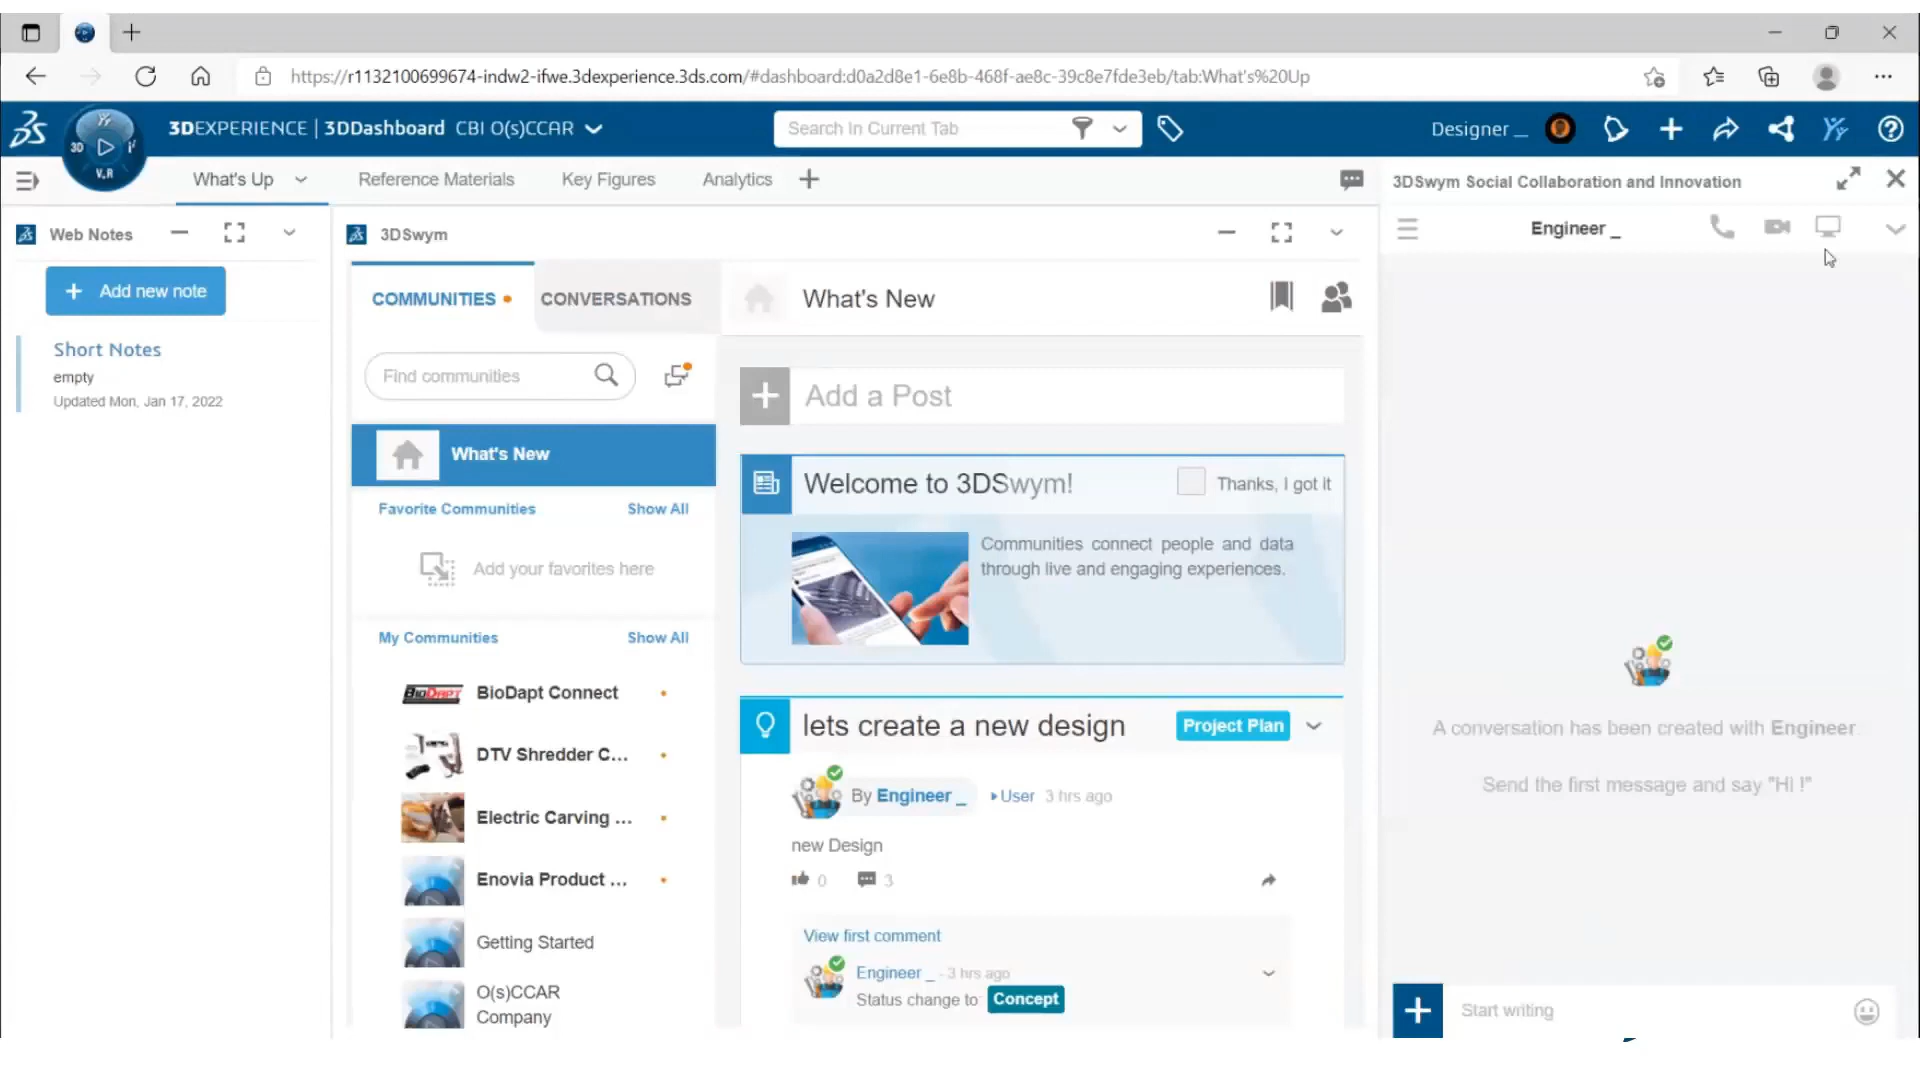 https://r1132100699674-indw2-ifwe.3dexperience.3ds.com/#dashboard:d0a2d8e1-6e8b-468f-ae8c-39c8e7fde3eb/tab:What's%20Up
3DEXPERIENCE | 3DDashboard CBI O(s)CCAR
Search In Current Tab
Designer _
3D
V.R
What's Up
Reference Materials
Key Figures
Analytics
3DSwym Social Collaboration and Innovation
Web Notes
3DSwym
Engineer _
Add new note
COMMUNITIES
CONVERSATIONS
What's New
Short Notes
empty
Updated Mon, Jan 17, 2022
Find communities
Add a Post
What's New
Welcome to 3DSwym!
Thanks, I got it
Favorite Communities
Show All
Communities connect people and data
through live and engaging experiences.
Add your favorites here
My Communities
Show All
BIODAPT
BioDapt Connect
DTV Shredder C...
Electric Carving ...
Enovia Product ...
Getting Started
O(s)CCAR
Company
lets create a new design
Project Plan
By Engineer _
User
3 hrs ago
new Design
0
3
View first comment
Engineer _ - 3 hrs ago
Status change to Concept
A conversation has been created with Engineer
Send the first message and say "Hi !"
Start writing